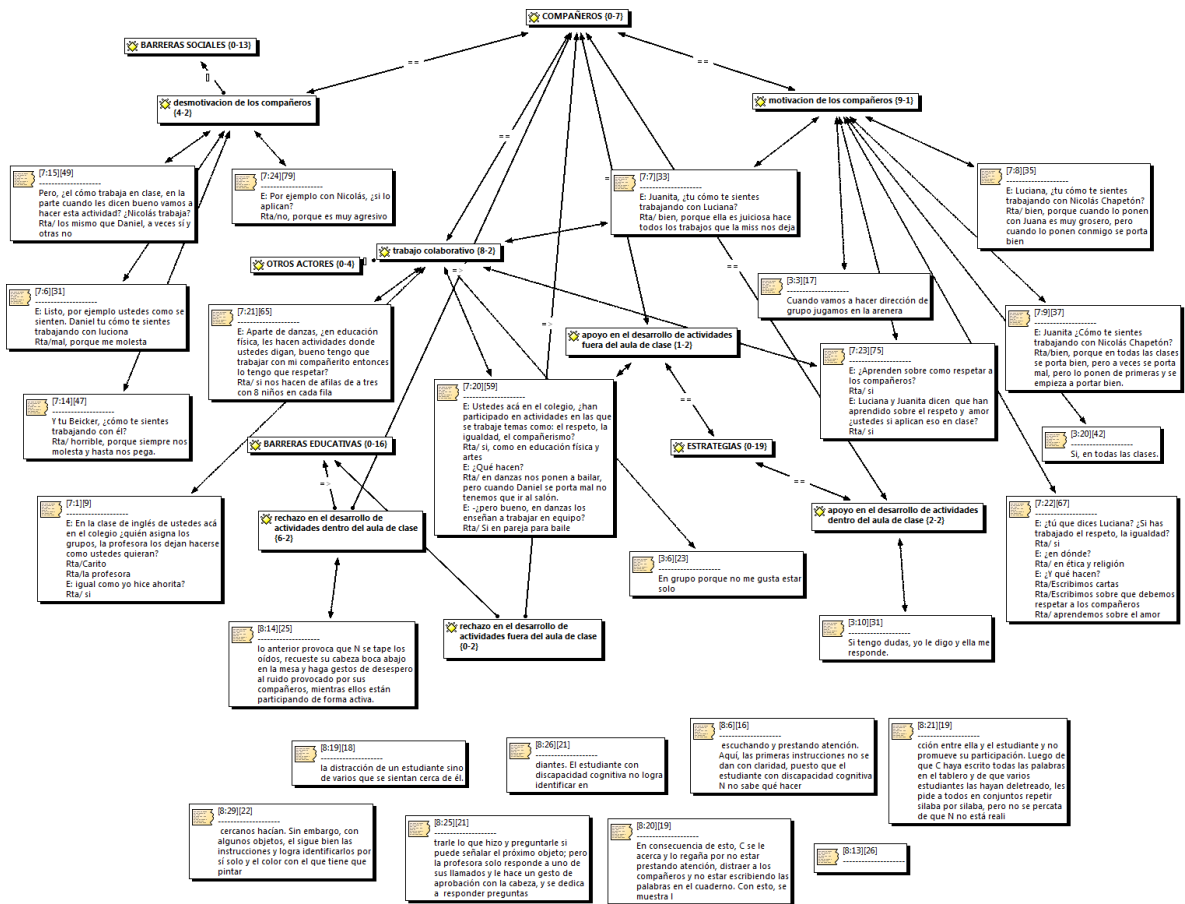 COMPAÑEROS {0-7}
BARRERAS SOCIALES {0-13}
==
==
[]
desmotivacion de los compañeros
{4-2}
motivacion de los compañeros {9-1}
==
[7:15][49]
--------------------
Pero, ¿el cómo trabaja en clase, en la
parte cuando les dicen bueno vamos a
hacer esta actividad? ¿Nicolás trabaja?
Rta/ los mismo que Daniel, a veces sí y
otras no
[7:24][79]
--------------------
E: Por ejemplo con Nicolás, ¿si lo
aplican?
Rta/no, porque es muy agresivo
[7:7][33]
--------------------
E: Juanita, ¿tu cómo te sientes
trabajando con Luciana?
Rta/ bien, porque ella es juiciosa hace
todos los trabajos que la miss nos deja
[7:8][35]
--------------------
E: Luciana, ¿tu cómo te sientes
trabajando con Nicolás Chapetón?
Rta/ bien, porque cuando lo ponen
con Juana es muy grosero, pero
cuando lo ponen conmigo se porta
bien
trabajo colaborativo {8-2}
OTROS ACTORES {0-4}
[]
=>
==
[7:6][31]
--------------------
E: Listo, por ejemplo ustedes como se
sienten. Daniel tu cómo te sientes
trabajando con luciona
Rta/mal, porque me molesta
[7:21][65]
--------------------
E: Aparte de danzas, ¿en educación
física, les hacen actividades donde
ustedes digan, bueno tengo que
trabajar con mi compañerito entonces
lo tengo que respetar?
Rta/ si nos hacen de afilas de a tres
con 8 niños en cada fila
=>
[3:3][17]
--------------------
Cuando vamos a hacer dirección de
grupo jugamos en la arenera
[7:9][37]
--------------------
E: Juanita ¿Cómo te sientes
trabajando con Nicolás Chapetón?
Rta/bien, porque en todas las clases
se porta bien, pero a veces se porta
mal, pero lo ponen de primeras y se
empieza a portar bien.
apoyo en el desarrollo de actividades
fuera del aula de clase {1-2}
[7:23][75]
--------------------
E: ¿Aprenden sobre como respetar a
los compañeros?
Rta/ si
E: Luciana y Juanita dicen  que han
aprendido sobre el respeto y  amor
¿ustedes si aplican eso en clase?
Rta/ si
[7:20][59]
--------------------
E: Ustedes acá en el colegio, ¿han
participado en actividades en las que
se trabaje temas como: el respeto, la
igualdad, el compañerismo?
Rta/ si, como en educación física y
artes
E: ¿Qué hacen?
Rta/ en danzas nos ponen a bailar,
pero cuando Daniel se porta mal no
tenemos que ir al salón.
E: -¿pero bueno, en danzas los
enseñan a trabajar en equipo?
Rta/ Si en pareja para baile
[7:14][47]
--------------------
Y tu Beicker, ¿cómo te sientes
trabajando con él?
Rta/ horrible, porque siempre nos
molesta y hasta nos pega.
==
BARRERAS EDUCATIVAS {0-16}
ESTRATEGIAS {0-19}
[3:20][42]
--------------------
Si, en todas las clases.
=>
==
[7:1][9]
--------------------
E: En la clase de inglés de ustedes acá
en el colegio ¿quién asigna los
grupos, la profesora los dejan hacerse
como ustedes quieran?
Rta/Carito
Rta/la profesora
E: igual como yo hice ahorita?
Rta/ si
rechazo en el desarrollo de
actividades dentro del aula de clase
{6-2}
apoyo en el desarrollo de actividades
dentro del aula de clase {2-2}
[7:22][67]
--------------------
E: ¿tú que dices Luciana? ¿Si has
trabajado el respeto, la igualdad?
Rta/ si
E: ¿en dónde?
Rta/ en ética y religión
E: ¿Y qué hacen?
Rta/Escribimos cartas
Rta/Escribimos sobre que debemos
respetar a los compañeros
Rta/ aprendemos sobre el amor
[3:6][23]
--------------------
En grupo porque no me gusta estar
solo
[8:14][25]
--------------------
lo anterior provoca que N se tape los
oídos, recueste su cabeza boca abajo
en la mesa y haga gestos de desespero
al ruido provocado por sus
compañeros, mientras ellos están
participando de forma activa.
rechazo en el desarrollo de
actividades fuera del aula de clase
{0-2}
[3:10][31]
--------------------
Si tengo dudas, yo le digo y ella me
responde.
[8:19][18]
--------------------
la distracción de un estudiante sino
de varios que se sientan cerca de él.
[8:26][21]
--------------------
diantes. El estudiante con
discapacidad cognitiva no logra
identificar en
[8:6][16]
--------------------
escuchando y prestando atención.
Aquí, las primeras instrucciones no se
dan con claridad, puesto que el
estudiante con discapacidad cognitiva
N no sabe qué hacer
[8:21][19]
--------------------
cción entre ella y el estudiante y no
promueve su participación. Luego de
que C haya escrito todas las palabras
en el tablero y de que varios
estudiantes las hayan deletreado, les
pide a todos en conjuntos repetir
silaba por silaba, pero no se percata
de que N no está reali
[8:29][22]
--------------------
cercanos hacían. Sin embargo, con
algunos objetos, el sigue bien las
instrucciones y logra identificarlos por
sí solo y el color con el que tiene que
pintar
[8:25][21]
--------------------
trarle lo que hizo y preguntarle si
puede señalar el próximo objeto; pero
la profesora solo responde a uno de
sus llamados y le hace un gesto de
aprobación con la cabeza, y se dedica
a  responder preguntas
[8:20][19]
--------------------
En consecuencia de esto, C se le
acerca y lo regaña por no estar
prestando atención, distraer a los
compañeros y no estar escribiendo las
palabras en el cuaderno. Con esto, se
muestra l
[8:13][26]
--------------------